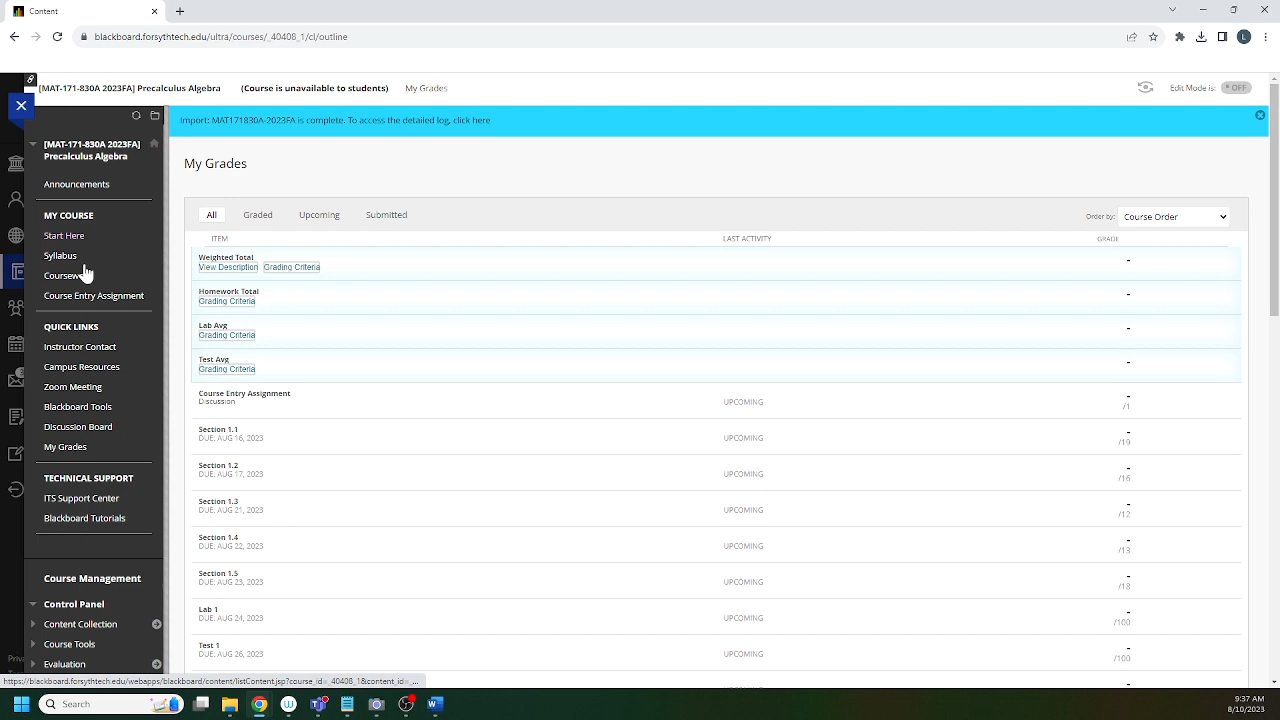 Content
blackboard.forsythtech.edu/ultra/courses/_40408_1/cl/outline
L
[MAT-171-830A 2023FA] Precalculus Algebra (Course is unavailable to students) My Grades
Edit Mode is: OFF
Import: MAT171830A-2023FA is complete. To access the detailed log, click here
[MAT-171-830A 2023FA]
Precalculus Algebra
Announcements
MY COURSE
Start Here
Syllabus
Coursew
Course Entry Assignment
QUICK LINKS
Instructor Contact
Campus Resources
Zoom Meeting
Blackboard Tools
Discussion Board
My Grades
TECHNICAL SUPPORT
ITS Support Center
Blackboard Tutorials
Course Management
Control Panel
Content Collection
Course Tools
Evaluation
Priva
My Grades
All Graded Upcoming Submitted
Order by: Course Order
ITEM LAST ACTIVITY GRADE
Weighted Total
View Description Grading Criteria
-
Homework Total
Grading Criteria
-
Lab Avg
Grading Criteria
-
Test Avg
Grading Criteria
-
Course Entry Assignment
Discussion
UPCOMING
-
/1
Section 1.1
DUE: AUG 16, 2023
UPCOMING
-
/19
Section 1.2
DUE: AUG 17, 2023
UPCOMING
-
/16
Section 1.3
DUE: AUG 21, 2023
UPCOMING
-
/12
Section 1.4
DUE: AUG 22, 2023
UPCOMING
-
/13
Section 1.5
DUE: AUG 23, 2023
UPCOMING
-
/18
Lab 1
DUE: AUG 24, 2023
UPCOMING
-
/100
Test 1
DUE: AUG 26, 2023
UPCOMING
-
/100
-
https://blackboard.forsythtech.edu/webapps/blackboard/content/listContent.jsp?course_id=_40408_1&content_id=_...
Search
9:37 AM
8/10/2023